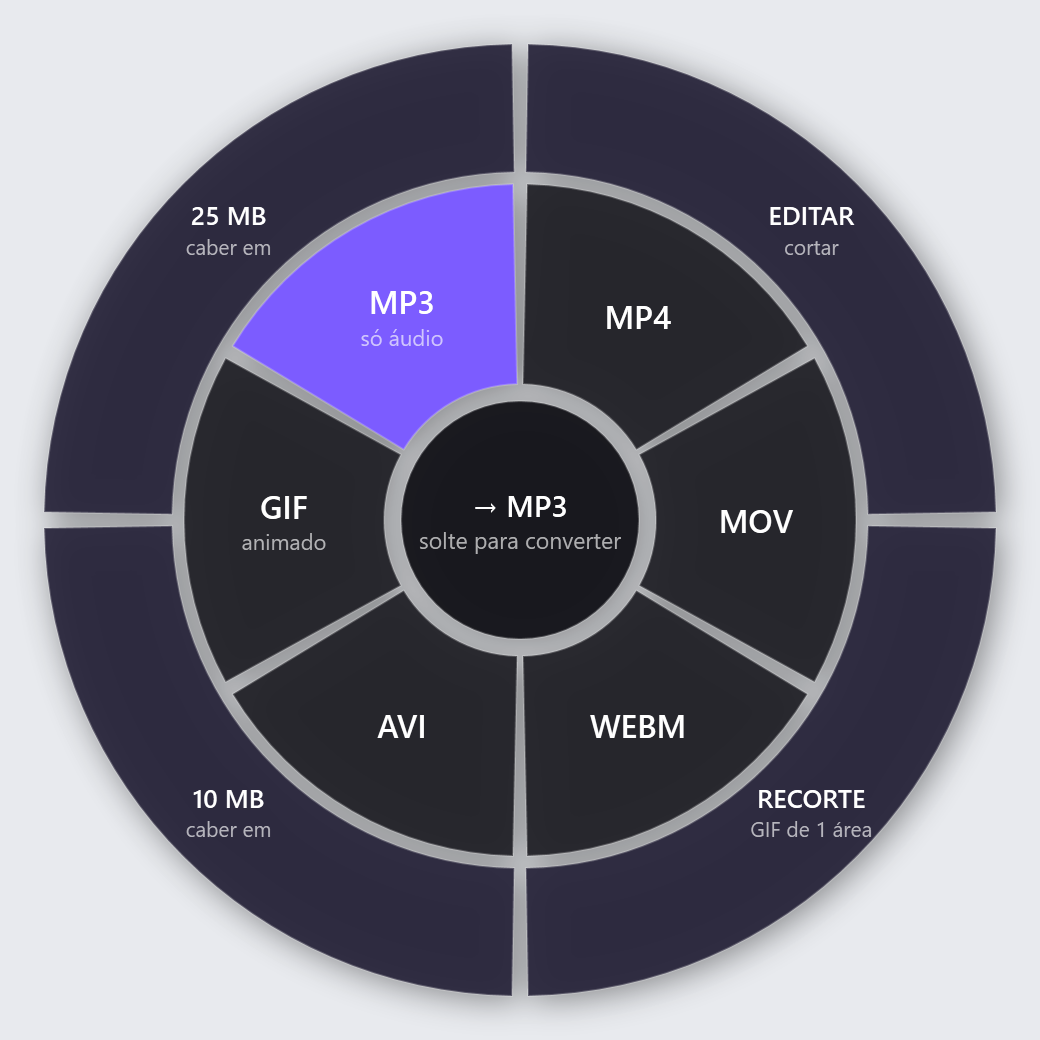 25 MB
caber em
EDITAR
cortar
MP3
só áudio
MP4
GIF
animado
→ MP3
solte para converter
MOV
AVI
WEBM
10 MB
caber em
RECORTE
GIF de 1 área